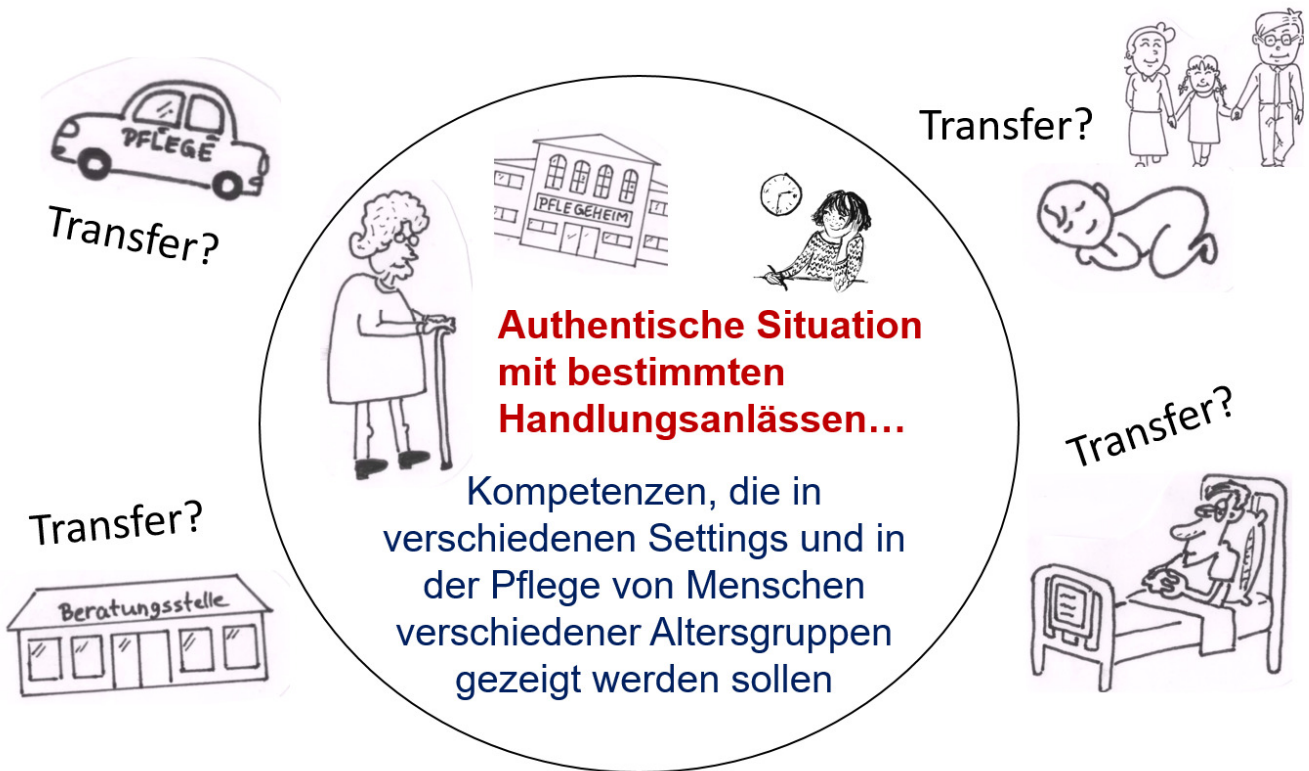 PFLEGE
Transfer?
PFLEGEHEIM
Transfer?
Authentische Situation
mit bestimmten
Handlungsanlässen…
Kompetenzen, die in
verschiedenen Settings und in
der Pflege von Menschen
verschiedener Altersgruppen
gezeigt werden sollen
Transfer?
Transfer?
Beratungsstelle